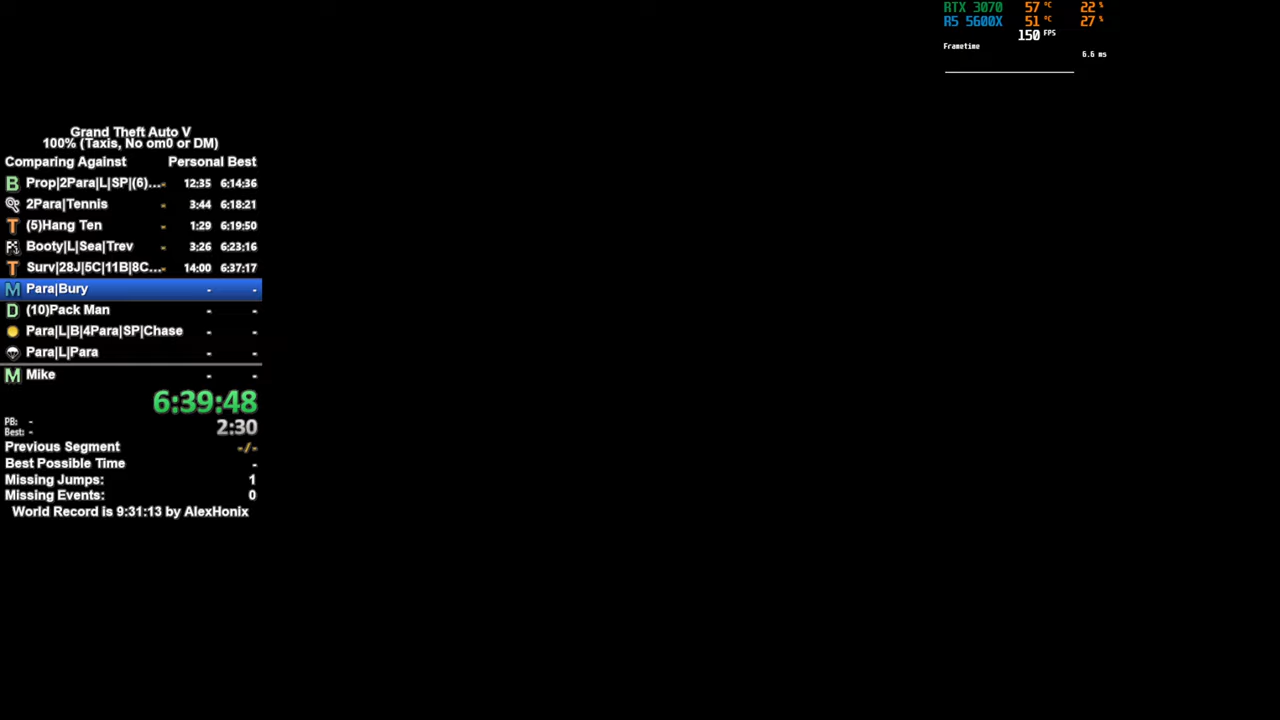 RTX 3070 57 °C 22 %
R5 5600X 51 °C 27 %
150 FPS
Frametime
6.6 ms
Grand Theft Auto V
100% (Taxis, No om0 or DM)
Comparing Against Personal Best
B Prop|2Para|L|SP|(6)... - 12:35 6:14:36
2Para|Tennis - 3:44 6:18:21
T (5)Hang Ten - 1:29 6:19:50
Booty|L|Sea|Trev - 3:26 6:23:16
T Surv|28J|5C|11B|8C... - 14:00 6:37:17
M Para|Bury - -
D (10)Pack Man - -
Para|L|B|4Para|SP|Chase - -
Para|L|Para - -
M Mike - -
6:39:48
PB: - 2:30
Best: -
Previous Segment -/-
Best Possible Time -
Missing Jumps: 1
Missing Events: 0
World Record is 9:31:13 by AlexHonix